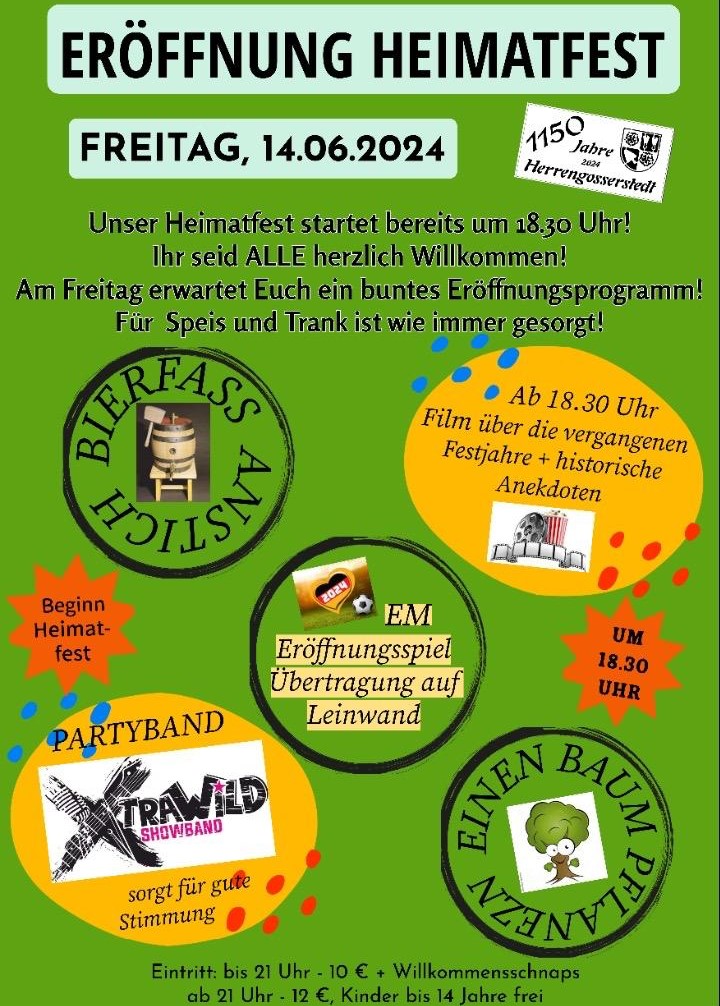 ERÖFFNUNG HEIMATFEST
FREITAG, 14.06.2024
1150
Jahre
2024
Herrengosserstedt
Unser Heimatfest startet bereits um 18.30 Uhr!
Ihr seid ALLE herzlich Willkommen!
Am Freitag erwartet Euch ein buntes Eröffnungsprogramm!
Für Speis und Trank ist wie immer gesorgt!
BIERFASS ANSTICH
Ab 18.30 Uhr
Film über die vergangenen
Festjahre + historische
Anekdoten
Beginn
Heimat-
fest
2024
EM
Eröffnungsspiel
Übertragung auf
Leinwand
UM
18.30
UHR
PARTYBAND
XTRAWILD
SHOWBAND
sorgt für gute
Stimmung
EINEN BAUM PFLANEZN
Eintritt: bis 21 Uhr - 10 € + Willkommensschnaps
ab 21 Uhr - 12 €, Kinder bis 14 Jahre frei